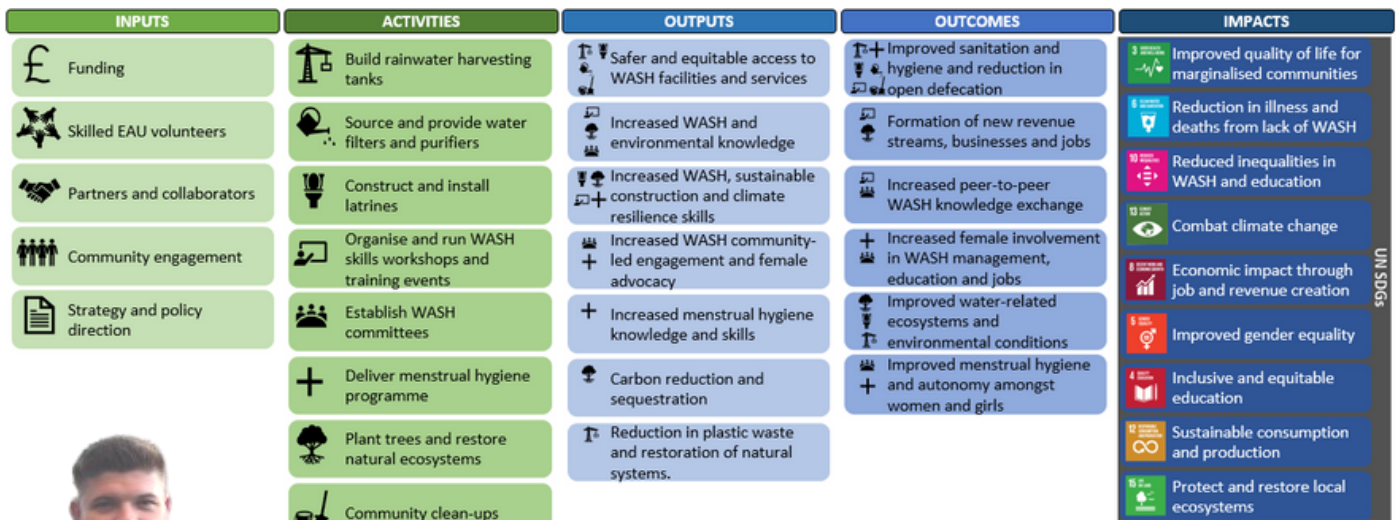 INPUTS
Funding
Skilled EAU volunteers
Partners and collaborators
Community engagement
Strategy and policy
direction
ACTIVITIES
Build rainwater harvesting
tanks
Source and provide water
filters and purifiers
Construct and install
latrines
Organise and run WASH
skills workshops and
training events
Establish WASH
committees
Deliver menstrual hygiene
programme
Plant trees and restore
natural ecosystems
Community clean-ups
OUTPUTS
Safer and equitable access to
WASH facilities and services
Increased WASH and
environmental knowledge
Increased WASH, sustainable
construction and climate
resilience skills
Increased WASH community-
led engagement and female
advocacy
Increased menstrual hygiene
knowledge and skills
Carbon reduction and
sequestration
Reduction in plastic waste
and restoration of natural
systems.
OUTCOMES
Improved sanitation and
hygiene and reduction in
open defecation
Formation of new revenue
streams, businesses and jobs
Increased peer-to-peer
WASH knowledge exchange
Increased female involvement
in WASH management,
education and jobs
Improved water-related
ecosystems and
environmental conditions
Improved menstrual hygiene
and autonomy amongst
women and girls
IMPACTS
3
Improved quality of life for
marginalised communities
6
Reduction in illness and
deaths from lack of WASH
10
Reduced inequalities in
WASH and education
13
Combat climate change
8
Economic impact through
job and revenue creation
5
Improved gender equality
4
Inclusive and equitable
education
12
Sustainable consumption
and production
15
Protect and restore local
ecosystems
UN SDGs